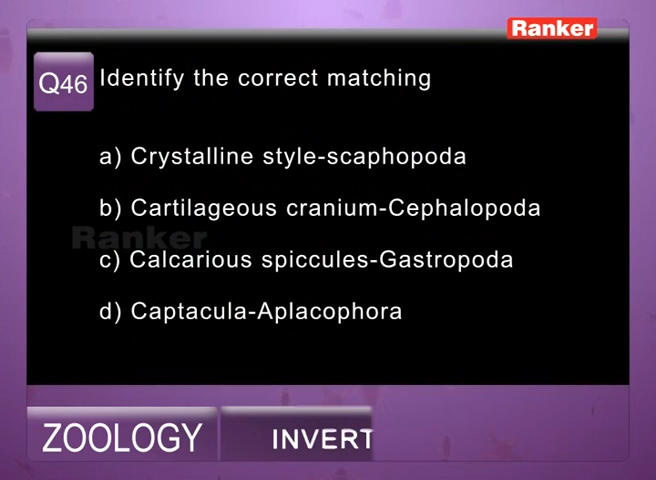 Ranker
Q46 Identify the correct matching
a) Crystalline style-scaphopoda
b) Cartilageous cranium-Cephalopoda
Ranker
c) Calcarious spiccules-Gastropoda
d) Captacula-Aplacophora
ZOOLOGY INVERT